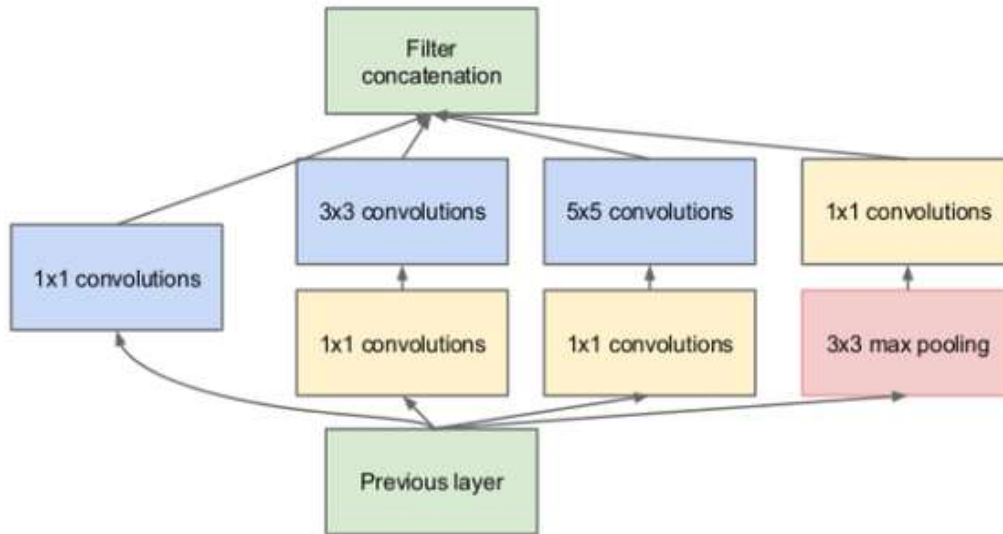 Filter
concatenation
3x3 convolutions
5x5 convolutions
1x1 convolutions
1x1 convolutions
1x1 convolutions
1x1 convolutions
3x3 max pooling
Previous layer